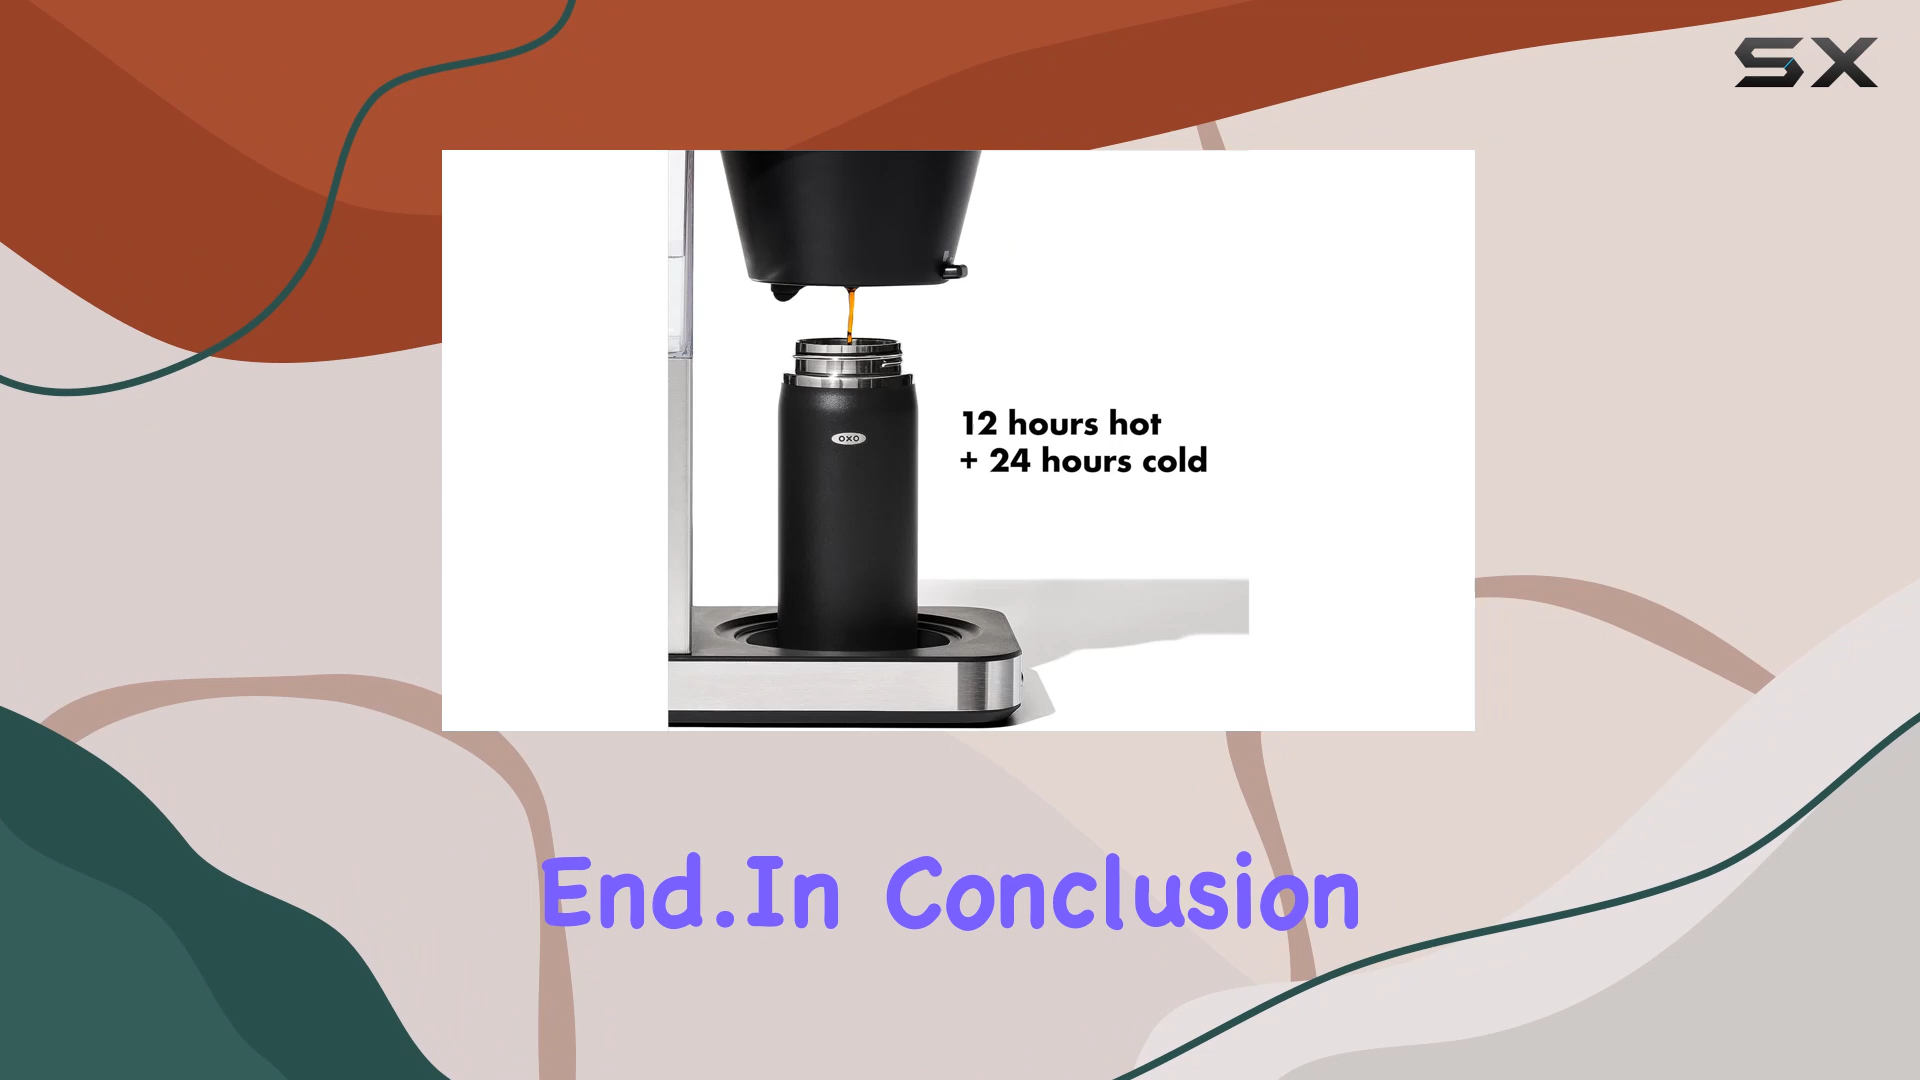 SX
OXO
12 hours hot
+ 24 hours cold
End.In Conclusion